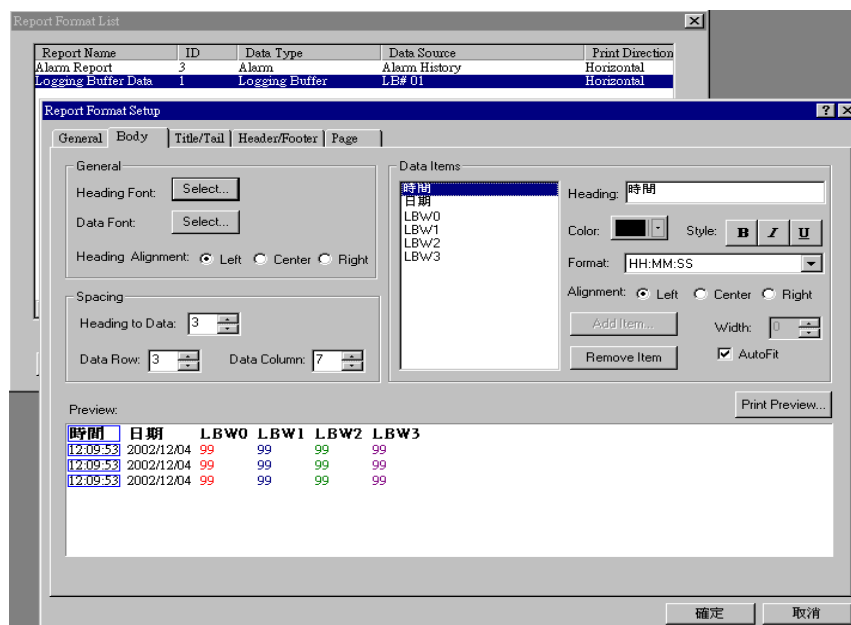 Report Format List
Report Name ID Data Type Data Source Print Direction
Alarm Report 3 Alarm Alarm History Horizontal
Logging Buffer Data 1 Logging Buffer LB# 01 Horizontal
Report Format Setup
General Body Title/Tail Header/Footer Page
General
Heading Font: Select...
Data Font: Select...
Heading Alignment: Left Center Right
Spacing
Heading to Data: 3
Data Row: 3 Data Column: 7
Data Items
時間
日期
LBW0
LBW1
LBW2
LBW3
Heading: 時間
Color: Style: B I U
Format: HH:MM:SS
Alignment: Left Center Right
Add Item... Width: 0
Remove Item AutoFit
Print Preview...
Preview:
時間 日期 LBW0 LBW1 LBW2 LBW3
12:09:53 2002/12/04 99 99 99 99
12:09:53 2002/12/04 99 99 99 99
12:09:53 2002/12/04 99 99 99 99
確定 取消